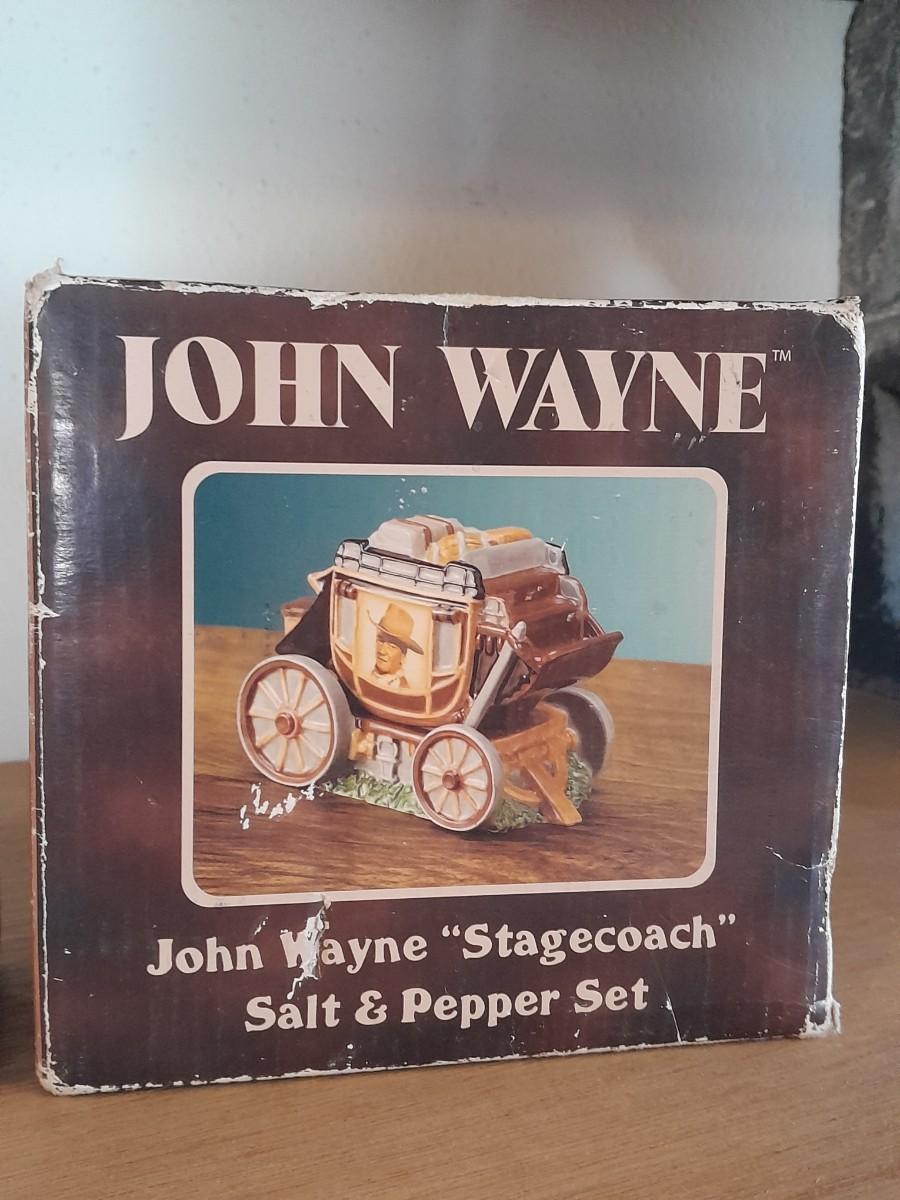 JOHN WAYNE™
John Wayne “Stagecoach”
Salt & Pepper Set